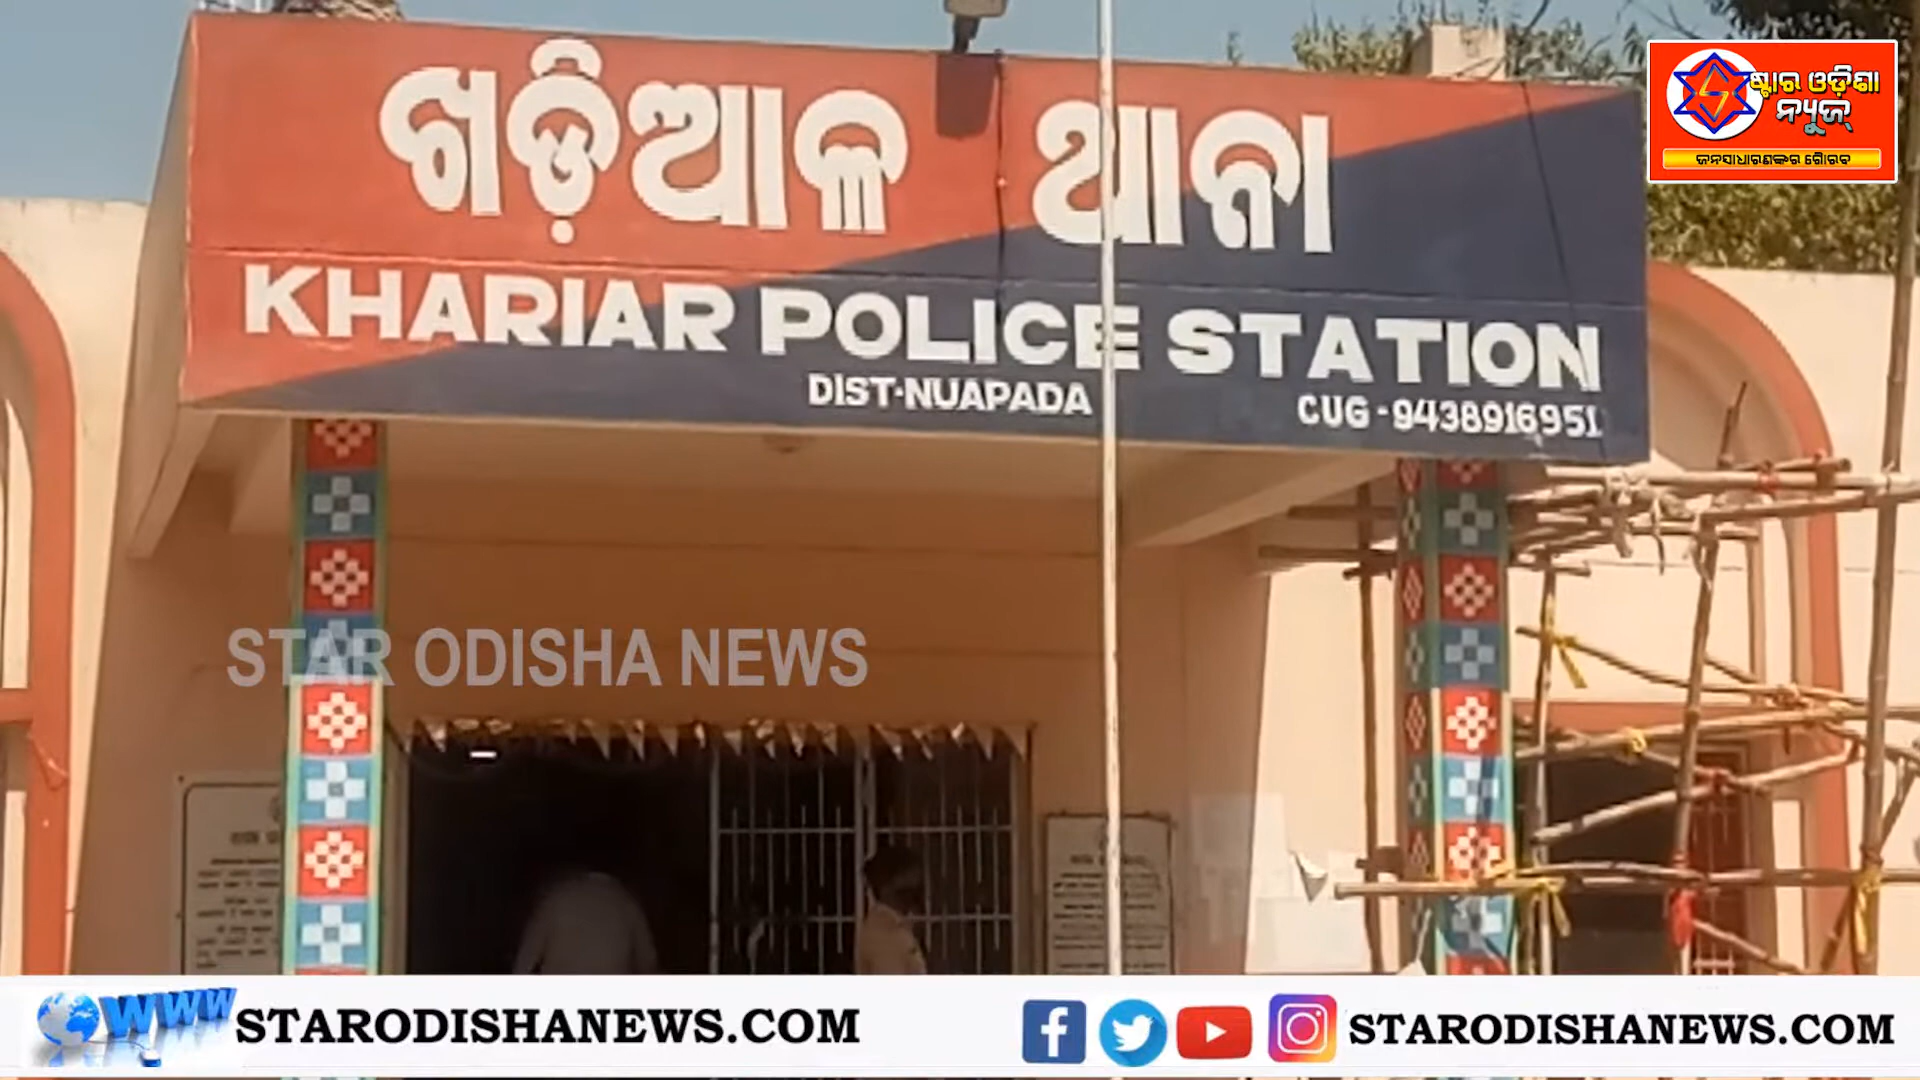 ଖଡ଼ିଆଳ ଥାନା
KHARIAR POLICE STATION
DIST-NUAPADA
CUG-9438916951
ଷ୍ଟାର ଓଡ଼ିଶା
ନ୍ୟୁଜ୍
ଜନସାଧାରଣଙ୍କର ଗୌରବ
STAR ODISHA NEWS
WWW
STARODISHANEWS.COM
STARODISHANEWS.COM